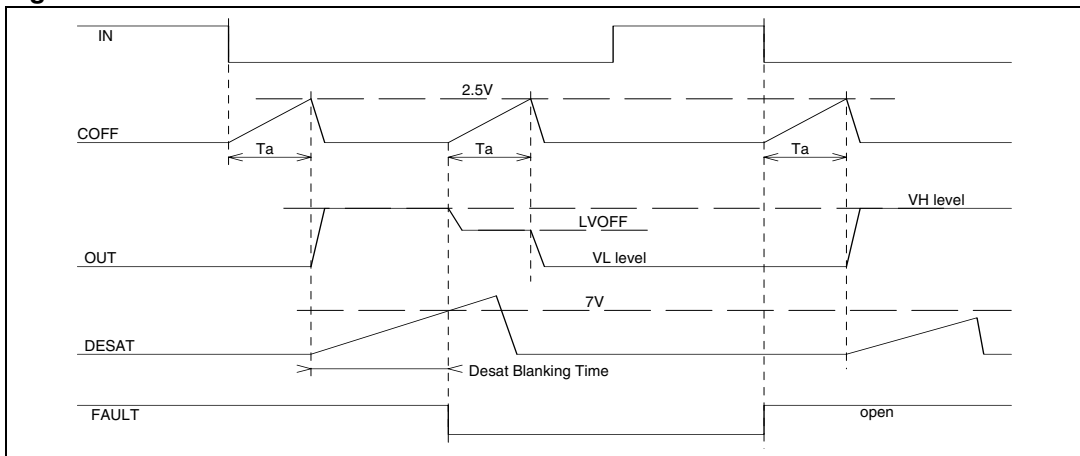 IN
2.5V
COFF
Ta Ta Ta
VH level
LVOFF
OUT
VL level
7V
DESAT
Desat Blanking Time
FAULT
open